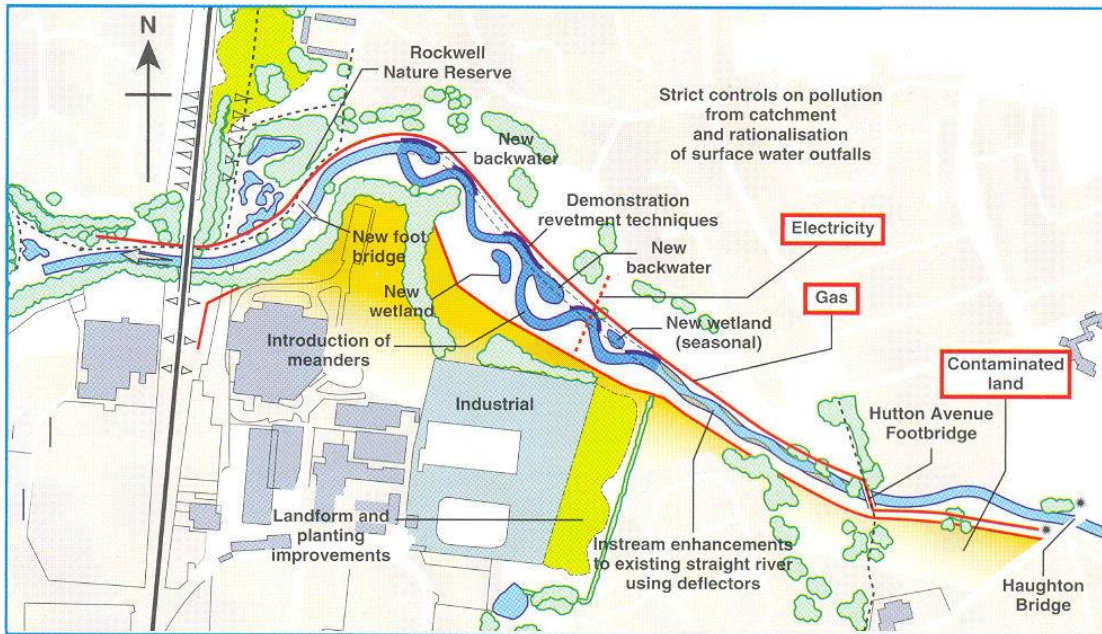 N
Rockwell
Nature Reserve
Strict controls on pollution
from catchment
and rationalisation
of surface water outfalls
New
backwater
Demonstration
revetment techniques
Electricity
New foot
bridge
New
backwater
New
wetland
Gas
New wetland
(seasonal)
Introduction of
meanders
Contaminated
land
Industrial
Hutton Avenue
Footbridge
Landform and
planting
improvements
Instream enhancements
to existing straight river
using deflectors
Haughton
Bridge